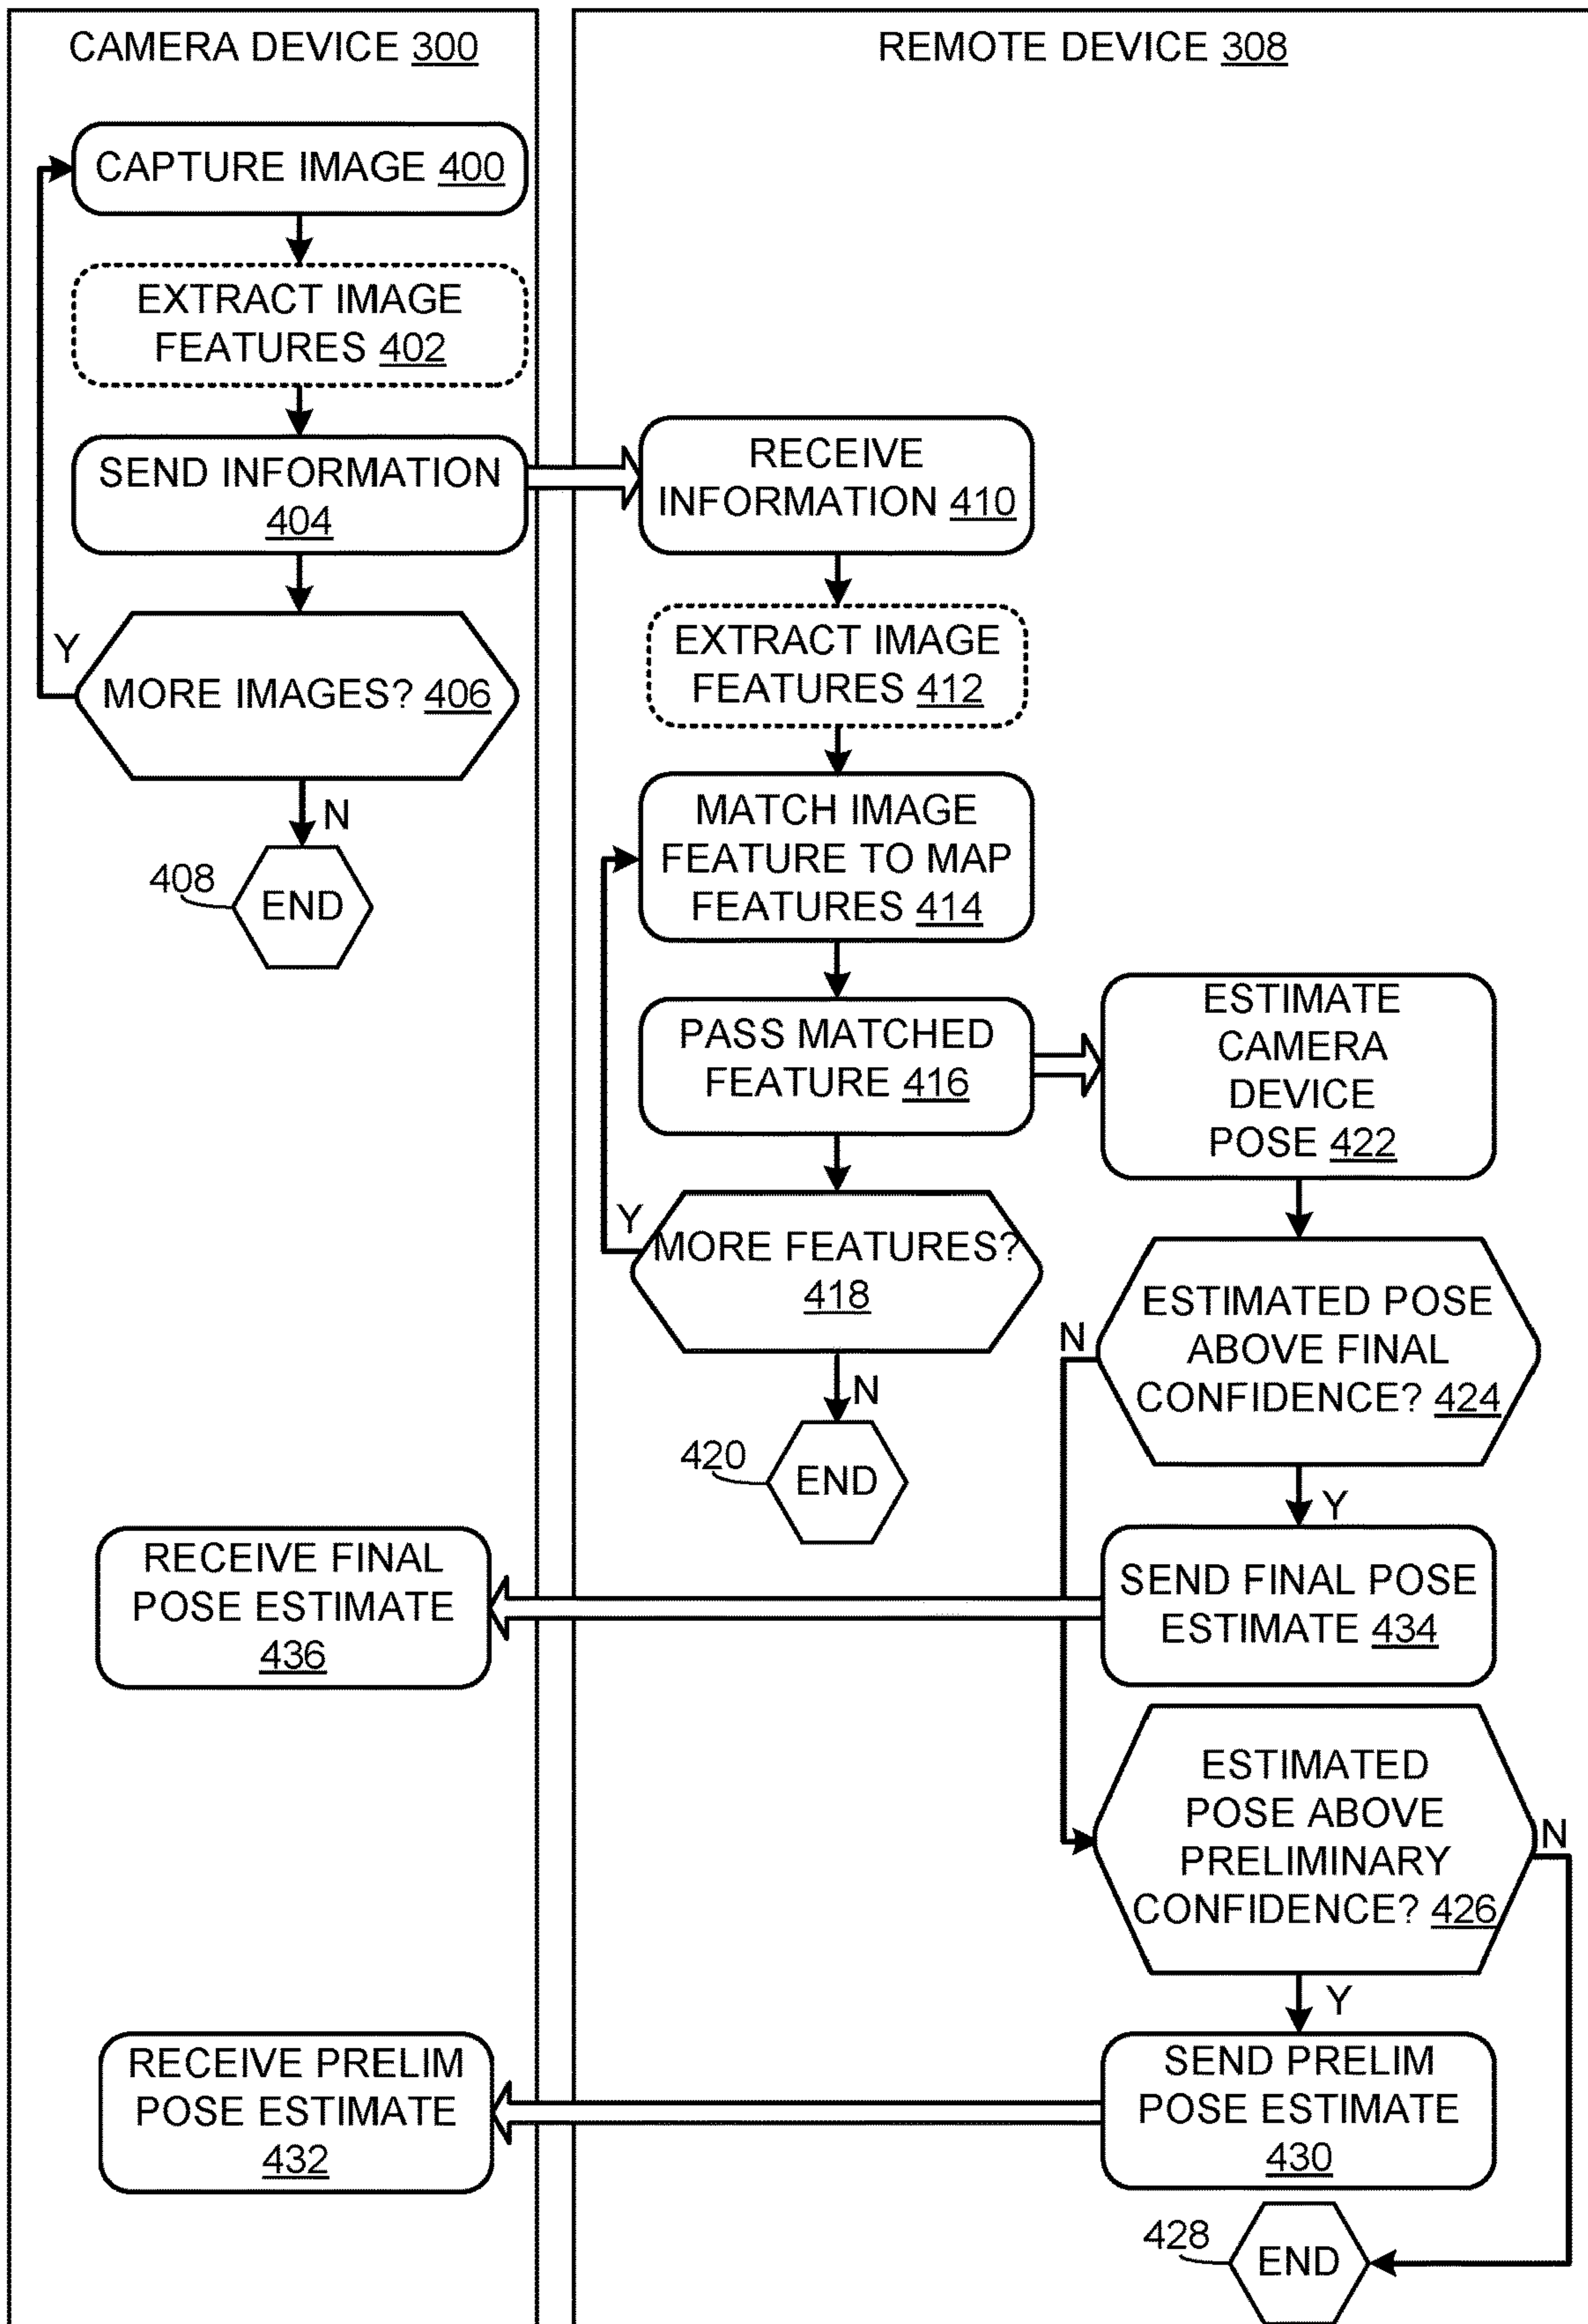 CAMERA DEVICE 300
CAPTURE IMAGE 400
EXTRACT IMAGE
FEATURES 402
SEND INFORMATION
404
Y
MORE IMAGES? 406
N
408
END
REMOTE DEVICE 308
RECEIVE
INFORMATION 410
EXTRACT IMAGE
FEATURES 412
MATCH IMAGE
FEATURE TO MAP
FEATURES 414
PASS MATCHED
FEATURE 416
Y
MORE FEATURES?
418
N
420
END
ESTIMATE
CAMERA
DEVICE
POSE 422
N
ESTIMATED POSE
ABOVE FINAL
CONFIDENCE? 424
Y
SEND FINAL POSE
ESTIMATE 434
RECEIVE FINAL
POSE ESTIMATE
436
ESTIMATED
POSE ABOVE
PRELIMINARY
CONFIDENCE? 426
N
Y
SEND PRELIM
POSE ESTIMATE
430
RECEIVE PRELIM
POSE ESTIMATE
432
428
END